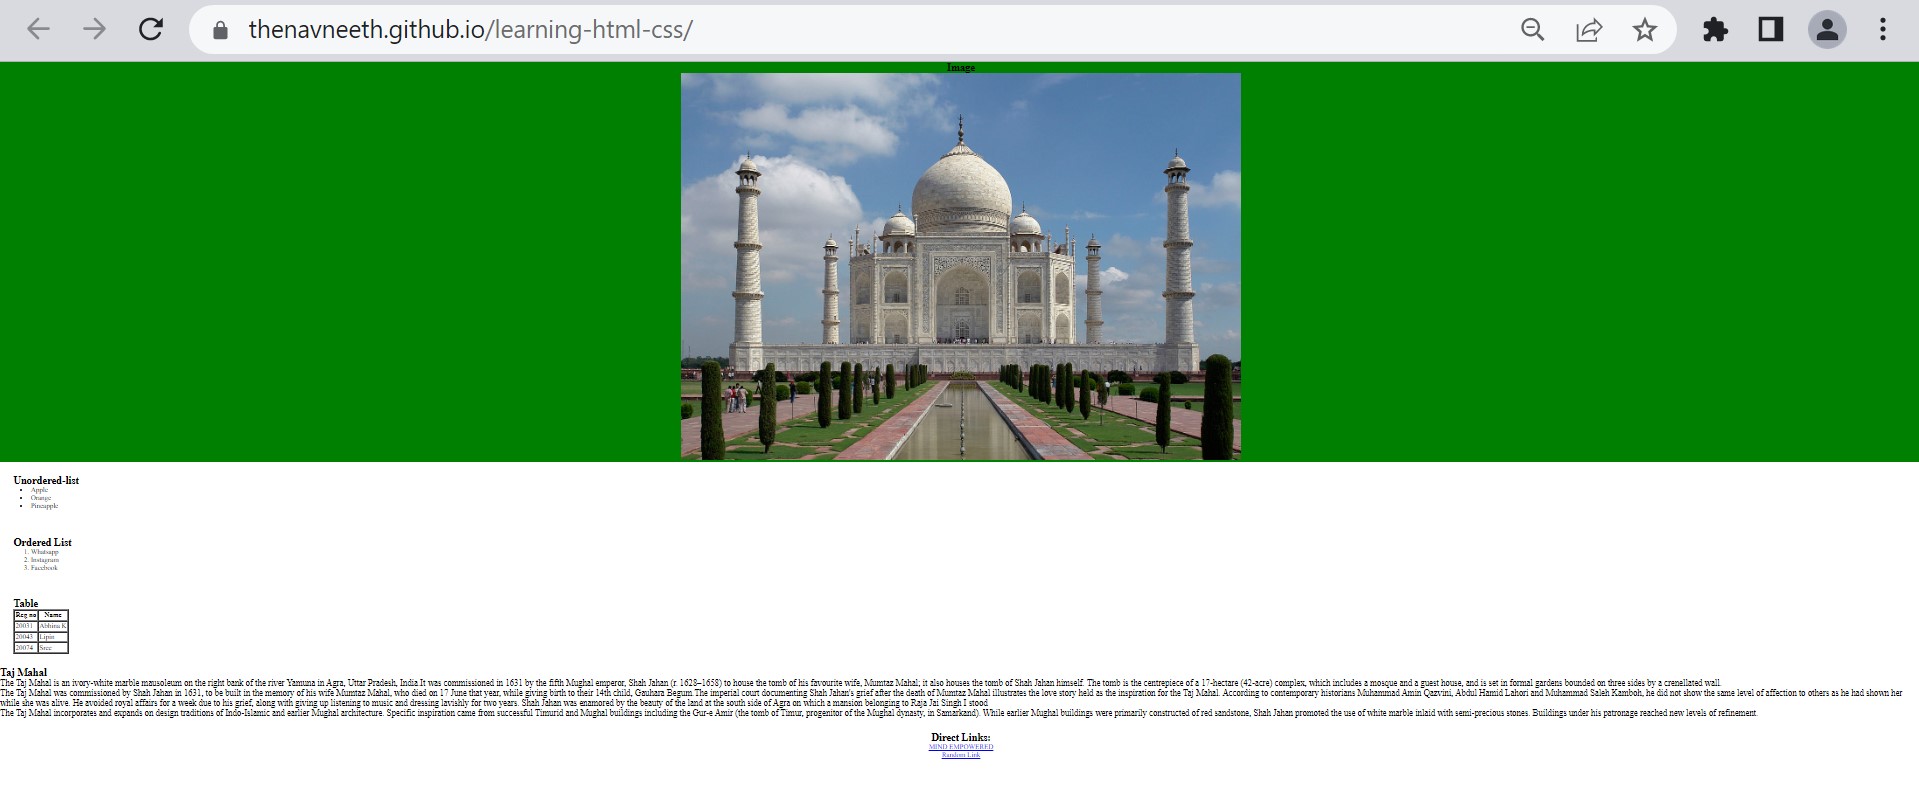 thenavneeth.github.io/learning-html-css/
Image
Unordered-list
Apple
Orange
Pineapple
Ordered List
1. Whatsapp
2. Instagram
3. Facebook
Table
Reg no Name
20031 Abhina K
20043 Lipin
20074 Sree
Taj Mahal
The Taj Mahal is an ivory-white marble mausoleum on the right bank of the river Yamuna in Agra, Uttar Pradesh, India It was commissioned in 1631 by the fifth Mughal emperor, Shah Jahan (r. 1628–1658) to house the tomb of his favourite wife, Mumtaz Mahal; it also houses the tomb of Shah Jahan himself. The tomb is the centrepiece of a 17-hectare (42-acre) complex, which includes a mosque and a guest house, and is set in formal gardens bounded on three sides by a crenellated wall.
The Taj Mahal was commissioned by Shah Jahan in 1631, to be built in the memory of his wife Mumtaz Mahal, who died on 17 June that year, while giving birth to their 14th child, Gauhara Begum.The imperial court documenting Shah Jahan's grief after the death of Mumtaz Mahal illustrates the love story held as the inspiration for the Taj Mahal. According to contemporary historians Muhammad Amin Qazvini, Abdul Hamid Lahori and Muhammad Saleh Kamboh, he did not show the same level of affection to others as he had shown her
while she was alive. He avoided royal affairs for a week due to his grief, along with giving up listening to music and dressing lavishly for two years. Shah Jahan was enamored by the beauty of the land at the south side of Agra on which a mansion belonging to Raja Jai Singh I stood
The Taj Mahal incorporates and expands on design traditions of Indo-Islamic and earlier Mughal architecture. Specific inspiration came from successful Timurid and Mughal buildings including the Gur-e Amir (the tomb of Timur, progenitor of the Mughal dynasty, in Samarkand). While earlier Mughal buildings were primarily constructed of red sandstone, Shah Jahan promoted the use of white marble inlaid with semi-precious stones. Buildings under his patronage reached new levels of refinement.
Direct Links:
MIND EMPOWERED
Random Link